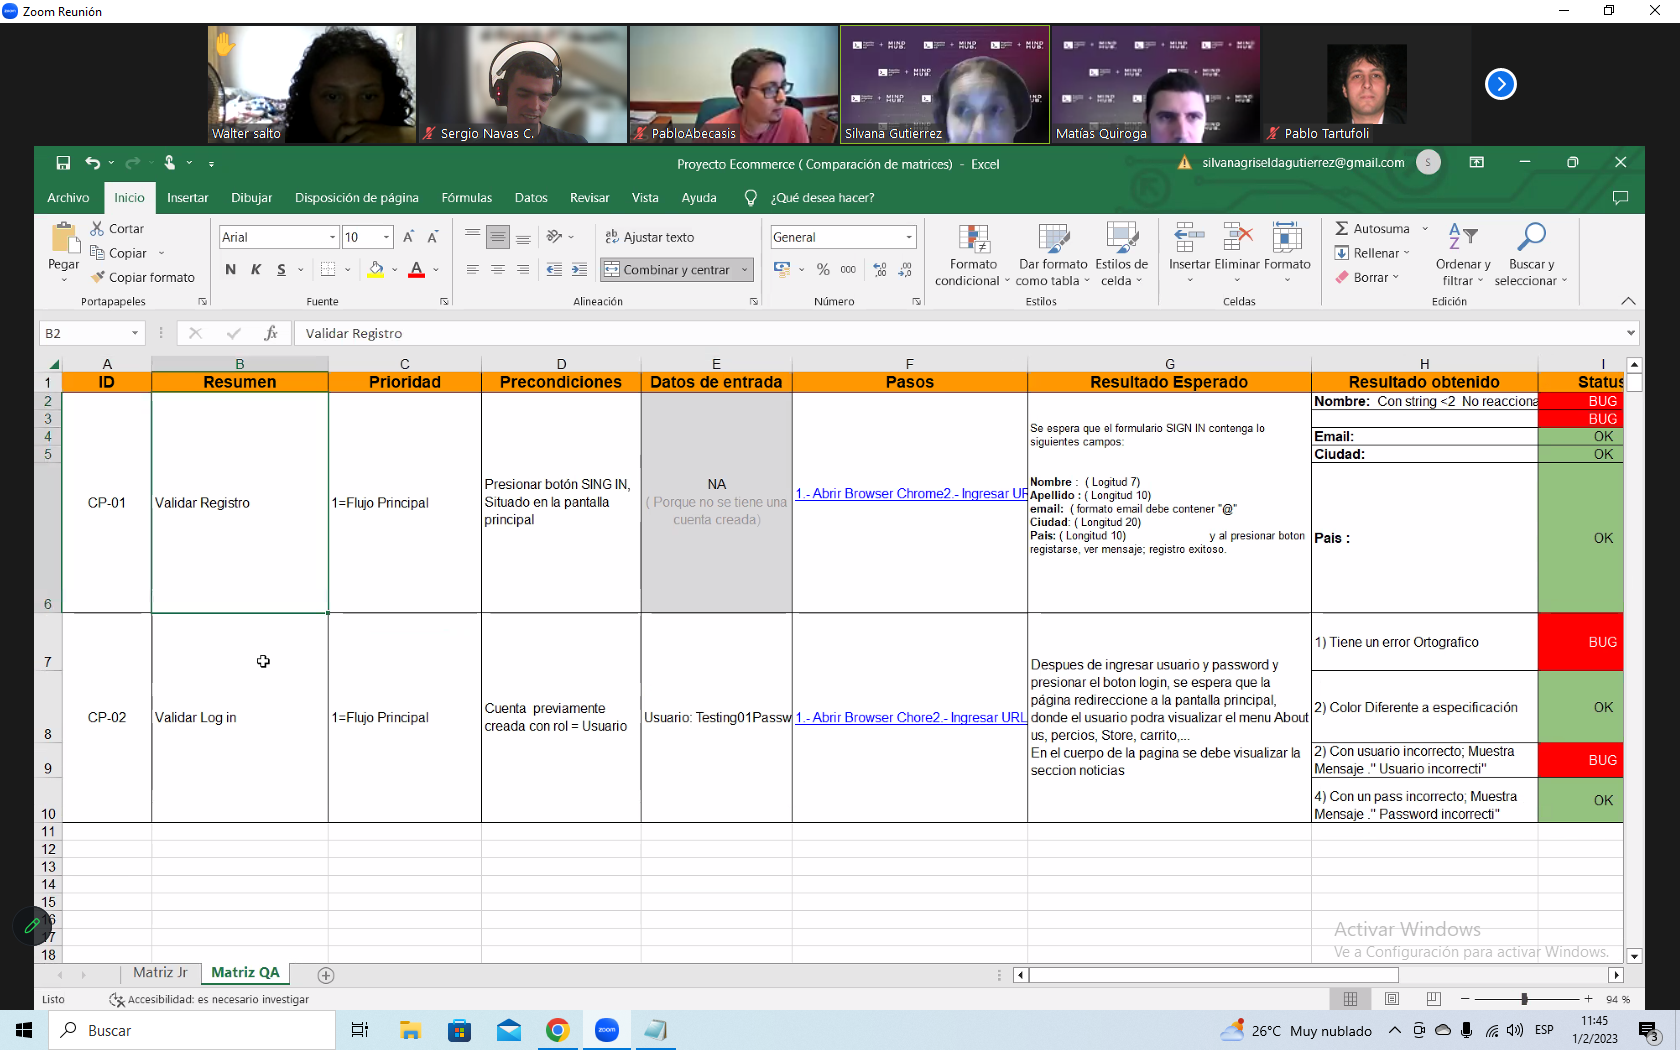 Zoom Reunión
Walter salto
Sergio Navas C.
PabloAbecasis
Silvana Gutierrez
Matías Quiroga
Pablo Tartufoli
MIND HUB.
Proyecto Ecommerce ( Comparación de matrices) - Excel
silvanagriseldagutierrez@gmail.com
S
Archivo Inicio Insertar Dibujar Disposición de página Fórmulas Datos Revisar Vista Ayuda ¿Qué desea hacer?
Pegar
Cortar
Copiar
Copiar formato
Portapapeles
Arial 10
N K S
Fuente
Ajustar texto
Combinar y centrar
Alineación
General
% 000
Número
Formato condicional
Dar formato como tabla
Estilos de celda
Estilos
Insertar Eliminar Formato
Celdas
Autosuma
Rellenar
Borrar
Ordenar y filtrar
Buscar y seleccionar
Edición
B2
fx
Validar Registro
A B C D E F G H I
1 ID Resumen Prioridad Precondiciones Datos de entrada Pasos Resultado Esperado Resultado obtenido Status
2
3
4
5
6
CP-01
Validar Registro
1=Flujo Principal
Presionar botón SING IN,
Situado en la pantalla
principal
NA
( Porque no se tiene una
cuenta creada)
1.- Abrir Browser Chrome2.- Ingresar UR
Se espera que el formulario SIGN IN contenga lo
siguientes campos:
Nombre : ( Logitud 7)
Apellido : ( Longitud 10)
email: ( formato email debe contener "@"
Ciudad: ( Longitud 20)
Pais: ( Longitud 10) y al presionar boton
registarse, ver mensaje; registro exitoso.
Nombre: Con string <2 No reacciona
BUG
BUG
Email:
OK
Ciudad:
OK
Pais :
OK
7
8
9
10
CP-02
Validar Log in
1=Flujo Principal
Cuenta previamente
creada con rol = Usuario
Usuario: Testing01Passw
1.- Abrir Browser Chore2.- Ingresar URL
Despues de ingresar usuario y password y
presionar el boton login, se espera que la
página redireccione a la pantalla principal,
donde el usuario podra visualizar el menu About
us, percios, Store, carrito,...
En el cuerpo de la pagina se debe visualizar la
seccion noticias
1) Tiene un error Ortografico
BUG
2) Color Diferente a especificación
OK
2) Con usuario incorrecto; Muestra
Mensaje ." Usuario incorrecti"
BUG
4) Con un pass incorrecto; Muestra
Mensaje ." Password incorrecti"
OK
11
12
13
14
15
16
17
18
Activar Windows
Ve a Configuración para activar Windows.
Matriz Jr
Matriz QA
Listo
Accesibilidad: es necesario investigar
94 %
Buscar
zoom
26°C Muy nublado
ESP
11:45
1/2/2023
3